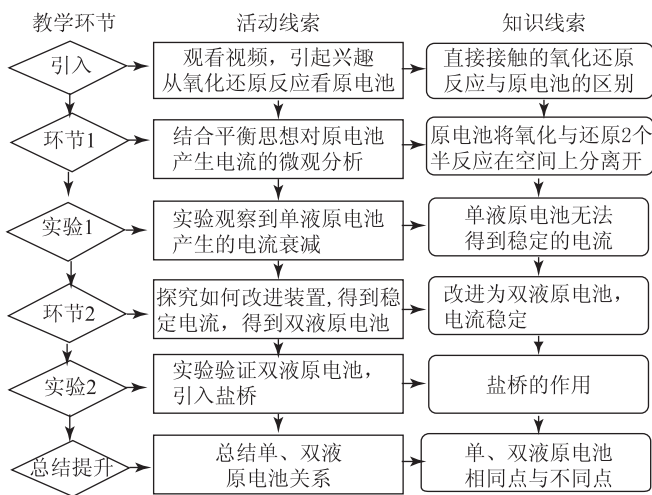 教学环节 活动线索 知识线索
引入
观看视频，引起兴趣
从氧化还原反应看原电池
直接接触的氧化还原
反应与原电池的区别
环节1
结合平衡思想对原电池
产生电流的微观分析
原电池将氧化与还原2个
半反应在空间上分离开
实验1
实验观察到单液原电池
产生的电流衰减
单液原电池无法
得到稳定的电流
环节2
探究如何改进装置,得到稳
定电流，得到双液原电池
改进为双液原电池，
电流稳定
实验2
实验验证双液原电池，
引入盐桥
盐桥的作用
总结提升
总结单、双液
原电池关系
单、双液原电池
相同点与不同点